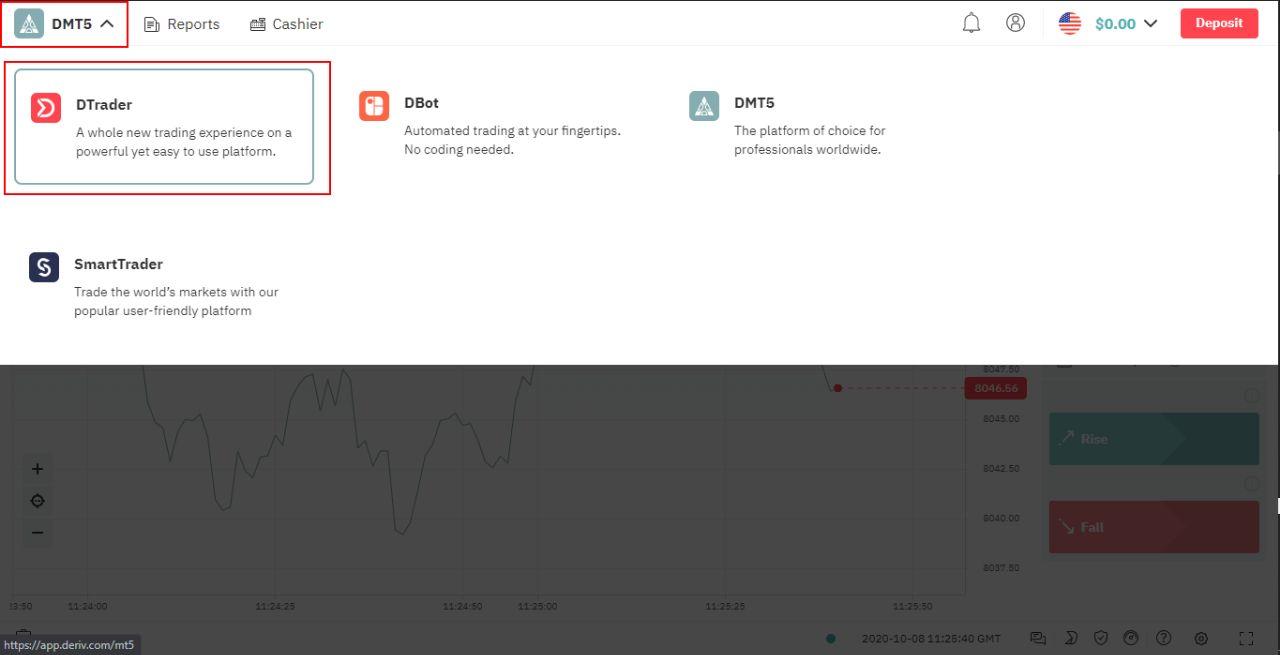 DMT5
Reports
Cashier
$0.00
Deposit
DTrader
A whole new trading experience on a
powerful yet easy to use platform.
DBot
Automated trading at your fingertips.
No coding needed.
DMT5
The platform of choice for
professionals worldwide.
SmartTrader
Trade the world's markets with our
popular user-friendly platform
8047.50
8046.56
8045.00
8042.50
8040.00
8037.50
Rise
Fall
3:50
11:24:00
11:24:25
11:24:50
11:25:00
11:25:25
11:25:50
https://app.deriv.com/mt5
2020-10-08 11:25:40 GMT